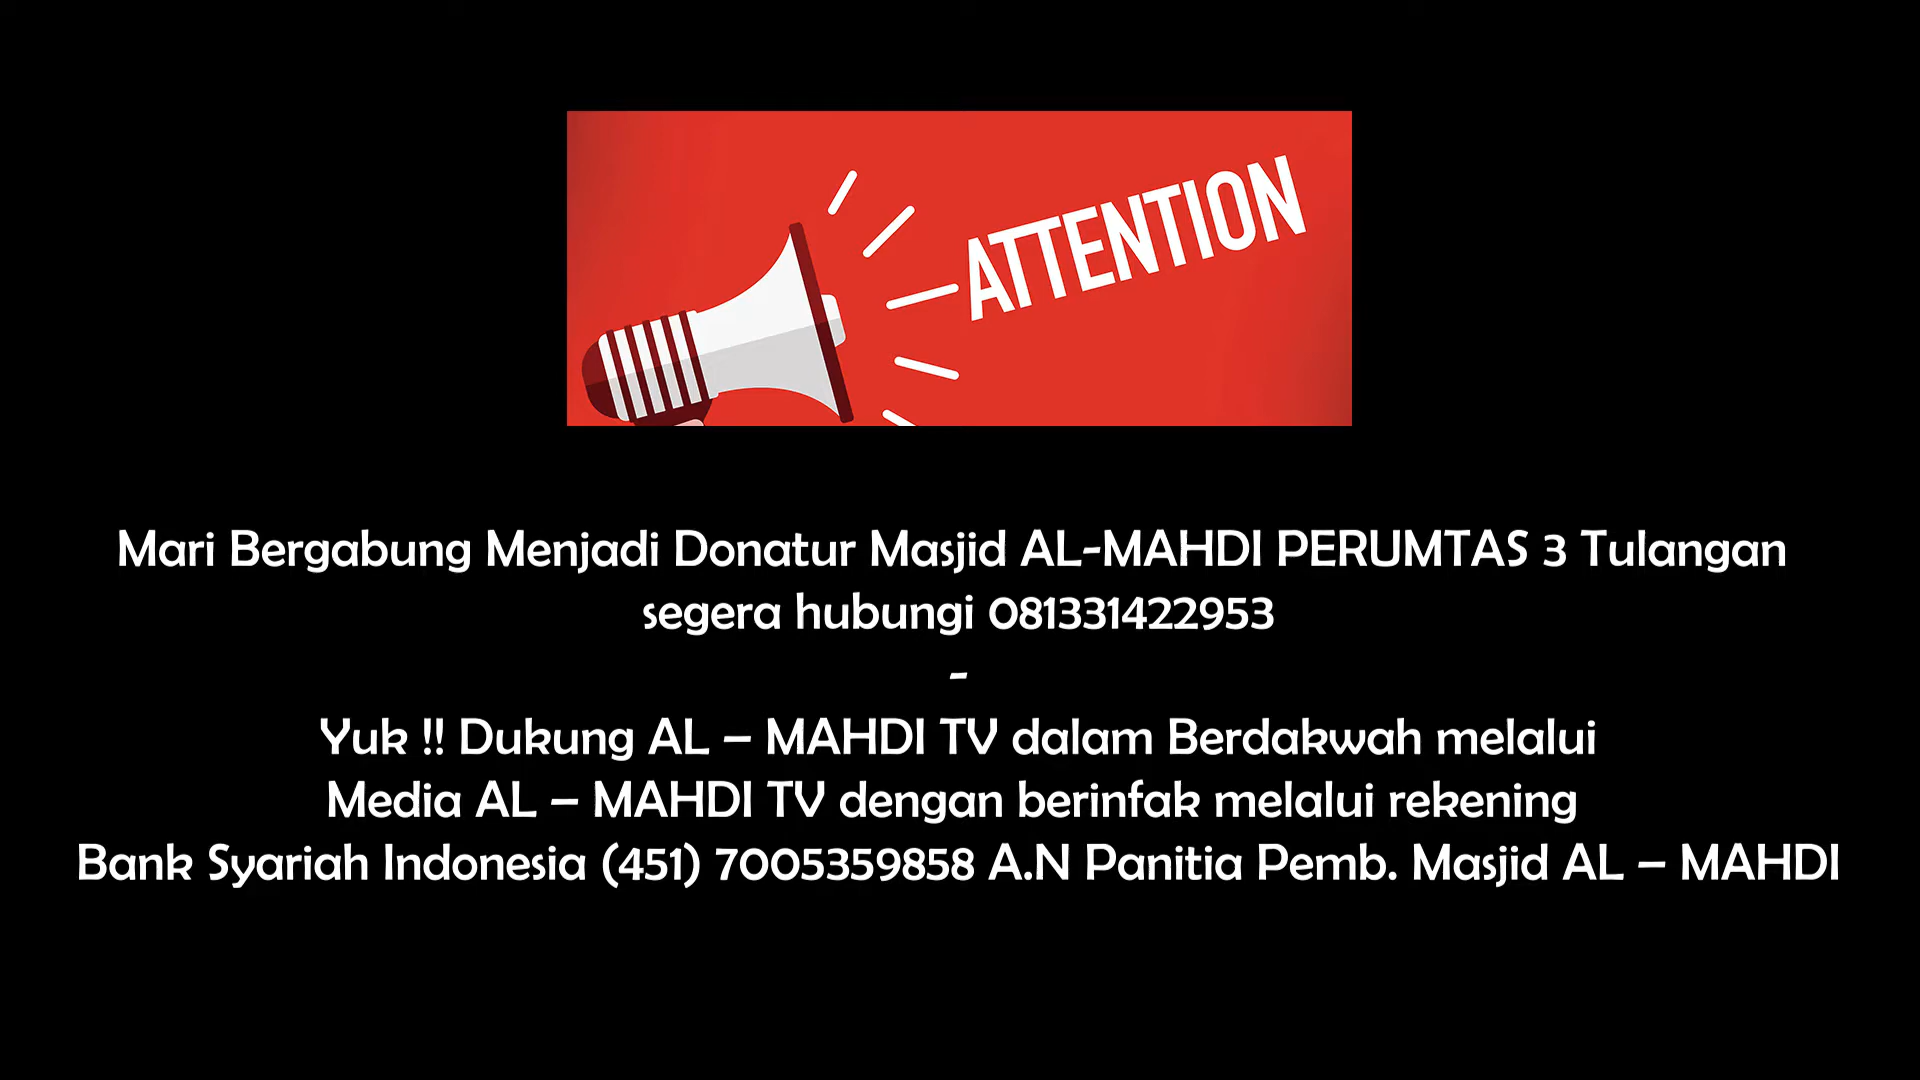 ATTENTION
Mari Bergabung Menjadi Donatur Masjid AL-MAHDI PERUMTAS 3 Tulangan
segera hubungi 081331422953
-
Yuk !! Dukung AL – MAHDI TV dalam Berdakwah melalui
Media AL – MAHDI TV dengan berinfak melalui rekening
Bank Syariah Indonesia (451) 7005359858 A.N Panitia Pemb. Masjid AL – MAHDI